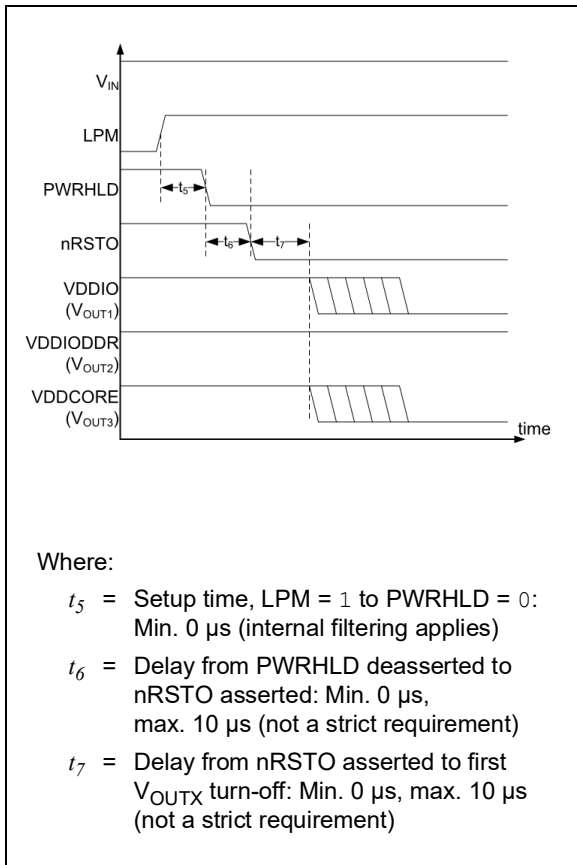 V_IN
LPM
PWRHLD
t₅
nRSTO
t₆
t₇
VDDIO
(V_OUT1)
VDDIODDR
(V_OUT2)
VDDCORE
(V_OUT3)
time
Where:
t₅ = Setup time, LPM = 1 to PWRHLD = 0:
Min. 0 µs (internal filtering applies)
t₆ = Delay from PWRHLD deasserted to
nRSTO asserted: Min. 0 µs,
max. 10 µs (not a strict requirement)
t₇ = Delay from nRSTO asserted to first
V_OUTX turn-off: Min. 0 µs, max. 10 µs
(not a strict requirement)